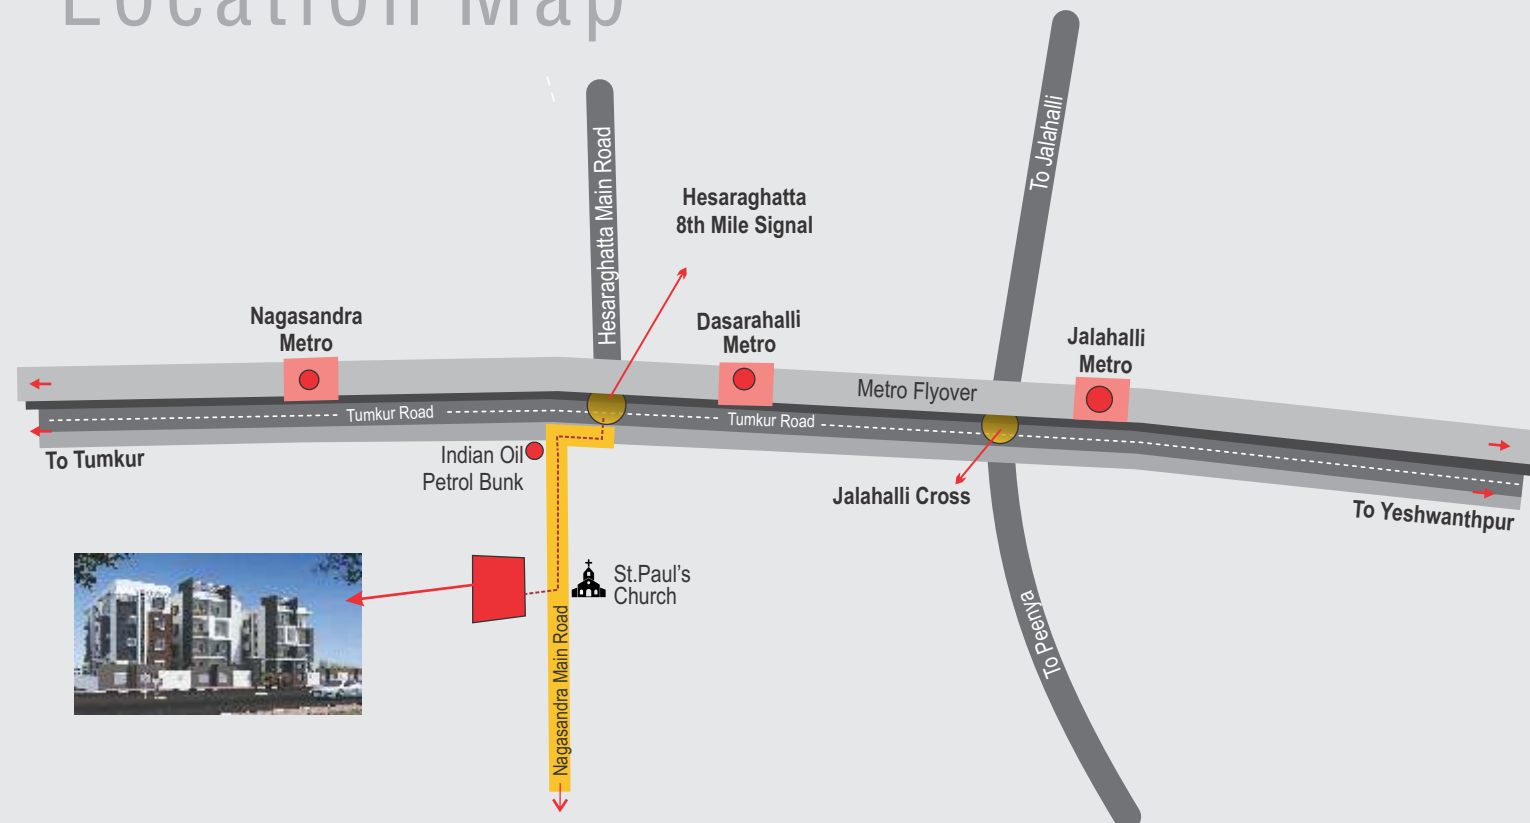 Location Map
To Jalahalli
Hesaraghatta Main Road
Hesaraghatta
8th Mile Signal
Nagasandra
Metro
Dasarahalli
Metro
Jalahalli
Metro
Metro Flyover
Tumkur Road
Tumkur Road
To Tumkur
Indian Oil
Petrol Bunk
Jalahalli Cross
To Yeshwanthpur
St.Paul's
Church
Nagasandra Main Road
To Peenya